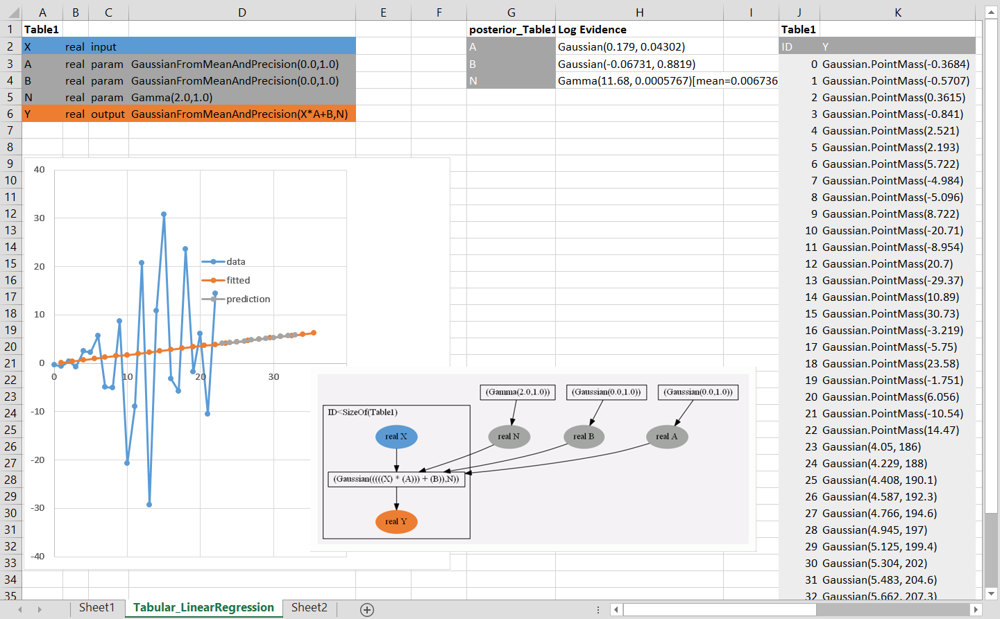 A B C D E F G H I J K
1 Table1 posterior_Table1 Log Evidence Table1
2 X real input A Gaussian(0.179, 0.04302) ID Y
3 A real param GaussianFromMeanAndPrecision(0.0,1.0) B Gaussian(-0.06731, 0.8819) 0 Gaussian.PointMass(-0.3684)
4 B real param GaussianFromMeanAndPrecision(0.0,1.0) N Gamma(11.68, 0.0005767)[mean=0.006736 1 Gaussian.PointMass(-0.5707)
5 N real param Gamma(2.0,1.0) 2 Gaussian.PointMass(0.3615)
6 Y real output GaussianFromMeanAndPrecision(X*A+B,N) 3 Gaussian.PointMass(-0.841)
7 4 Gaussian.PointMass(2.521)
8 5 Gaussian.PointMass(2.193)
9 6 Gaussian.PointMass(5.722)
10 7 Gaussian.PointMass(-4.984)
11 8 Gaussian.PointMass(-5.096)
12 9 Gaussian.PointMass(8.722)
13 10 Gaussian.PointMass(-20.71)
14 11 Gaussian.PointMass(-8.954)
15 12 Gaussian.PointMass(20.7)
16 13 Gaussian.PointMass(-29.37)
17 14 Gaussian.PointMass(10.89)
18 15 Gaussian.PointMass(30.73)
19 16 Gaussian.PointMass(-3.219)
20 17 Gaussian.PointMass(-5.75)
21 18 Gaussian.PointMass(23.58)
22 19 Gaussian.PointMass(-1.751)
23 20 Gaussian.PointMass(6.056)
24 21 Gaussian.PointMass(-10.54)
25 22 Gaussian.PointMass(14.47)
26 23 Gaussian(4.05, 186)
27 24 Gaussian(4.229, 188)
28 25 Gaussian(4.408, 190.1)
29 26 Gaussian(4.587, 192.3)
30 27 Gaussian(4.766, 194.6)
31 28 Gaussian(4.945, 197)
32 29 Gaussian(5.125, 199.4)
33 30 Gaussian(5.304, 202)
34 31 Gaussian(5.483, 204.6)
35 32 Gaussian(5.662, 207.3)
40
30
20
10
0
-10
-20
-30
-40
0 10 20 30
data
fitted
prediction
(Gamma(2.0,1.0)) (Gaussian(0.0,1.0)) (Gaussian(0.0,1.0))
ID<SizeOf(Table1)
real X real N real B real A
(Gaussian(((((X) * (A))) + (B)),N))
real Y
Sheet1 Tabular_LinearRegression Sheet2